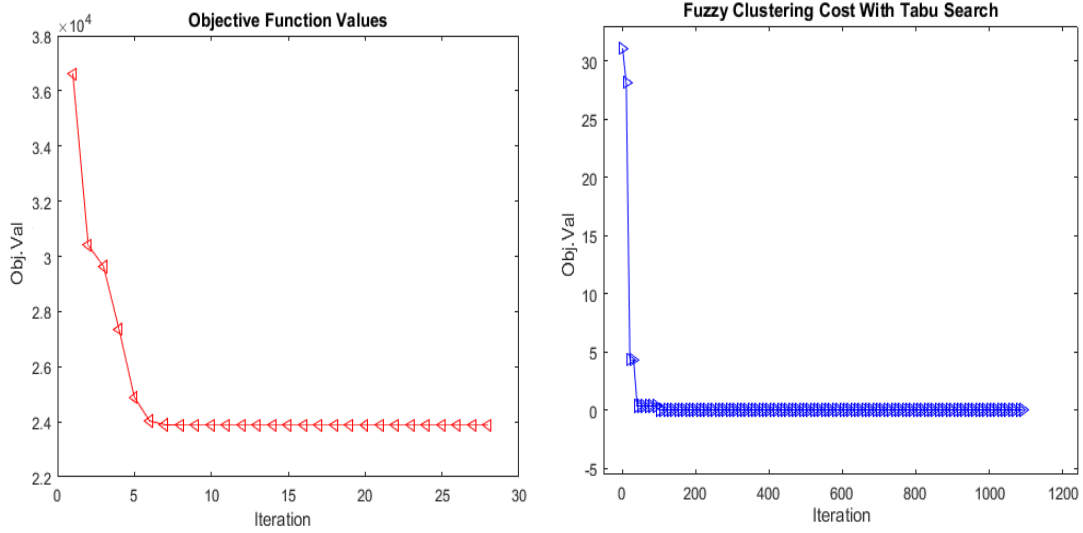 Objective Function Values
×10⁴
3.8
3.6
3.4
3.2
3
2.8
2.6
2.4
2.2
Obj.Val
0 5 10 15 20 25 30
Iteration
Fuzzy Clustering Cost With Tabu Search
30
25
20
15
10
5
0
-5
Obj.Val
0 200 400 600 800 1000 1200
Iteration